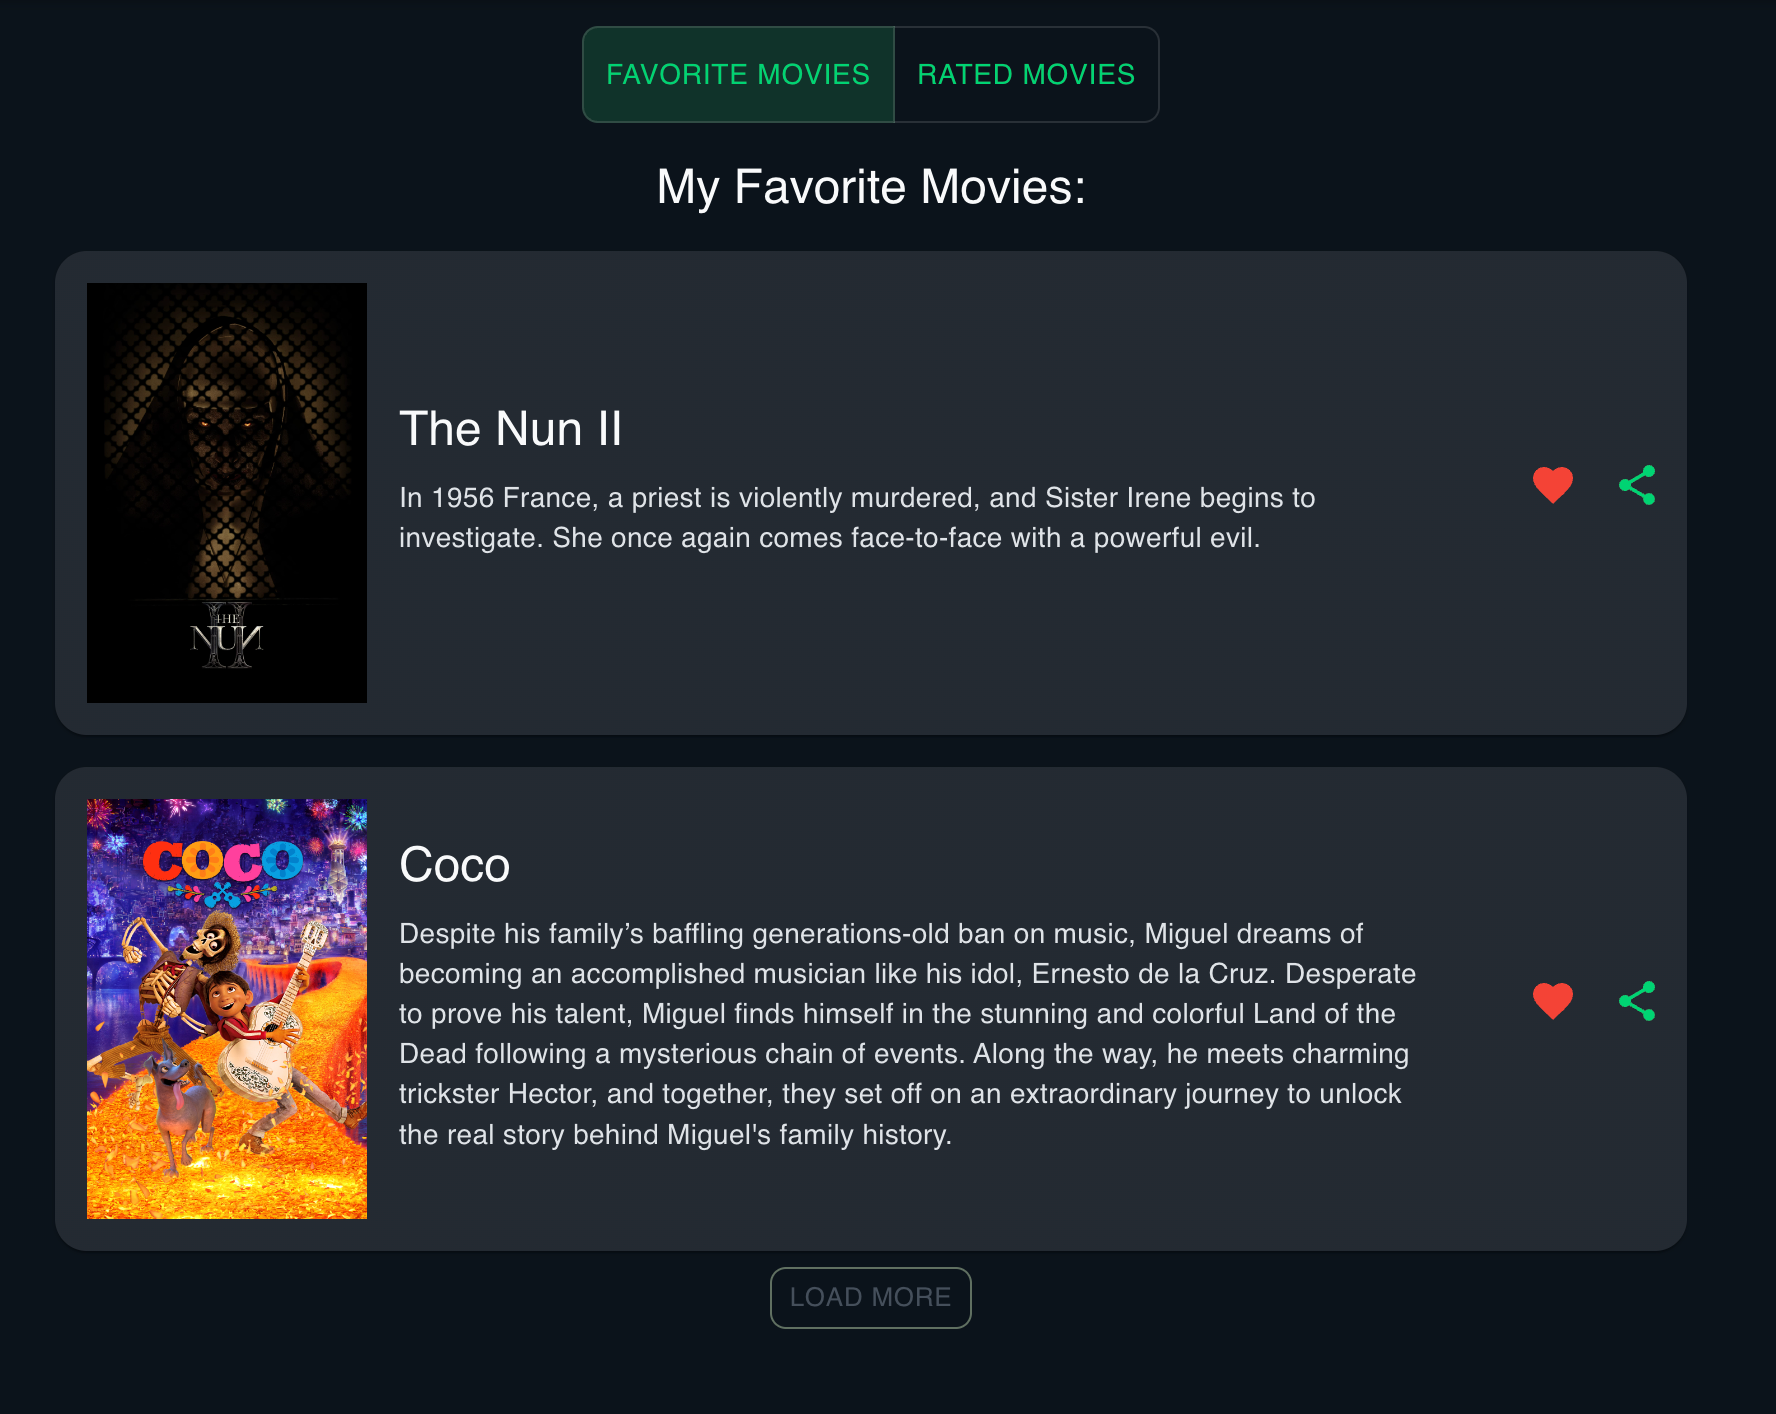 FAVORITE MOVIES
RATED MOVIES
My Favorite Movies:
THE
NUN
II
The Nun II
In 1956 France, a priest is violently murdered, and Sister Irene begins to
investigate. She once again comes face-to-face with a powerful evil.
COCO
Coco
Despite his family’s baffling generations-old ban on music, Miguel dreams of
becoming an accomplished musician like his idol, Ernesto de la Cruz. Desperate
to prove his talent, Miguel finds himself in the stunning and colorful Land of the
Dead following a mysterious chain of events. Along the way, he meets charming
trickster Hector, and together, they set off on an extraordinary journey to unlock
the real story behind Miguel's family history.
LOAD MORE